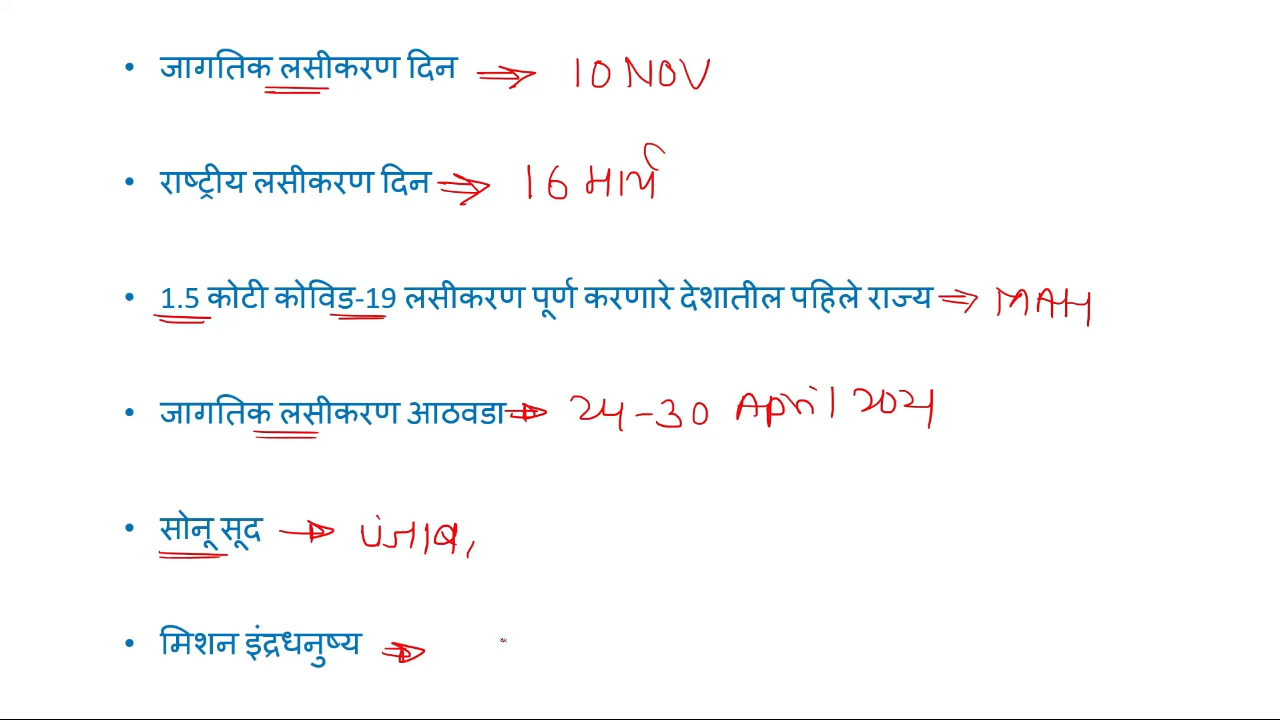 • जागतिक लसीकरण दिन → 10 NOV
• राष्ट्रीय लसीकरण दिन → 16 मार्च
• 1.5 कोटी कोविड-19 लसीकरण पूर्ण करणारे देशातील पहिले राज्य → MAH
• जागतिक लसीकरण आठवडा → 24-30 April 2021
• सोनू सूद → पंजाब,
• मिशन इंद्रधनुष्य →